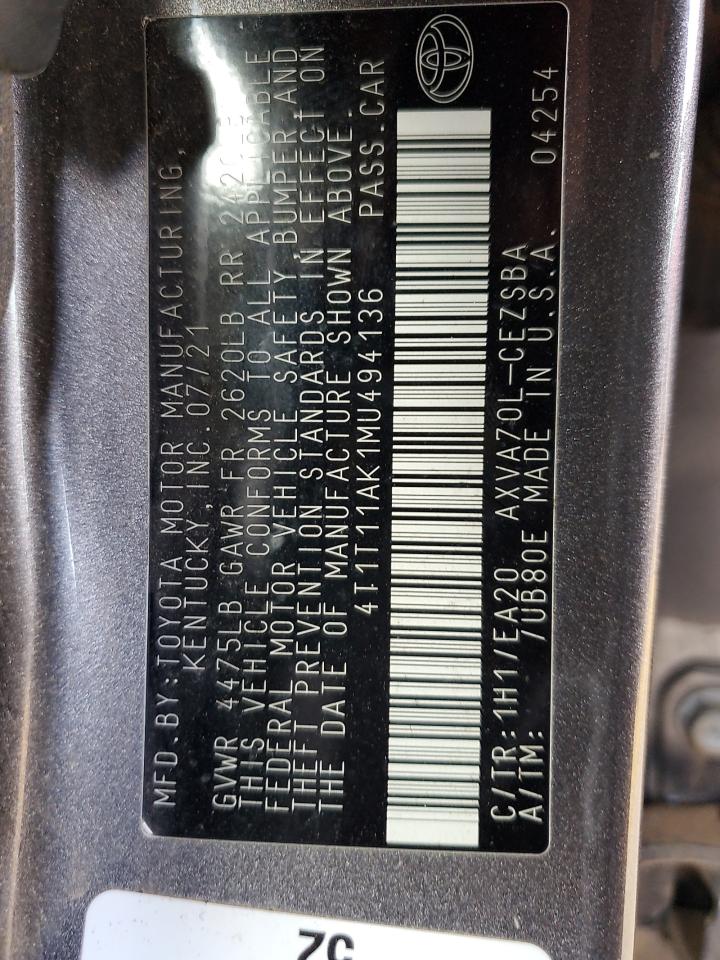 MFD.BY:TOYOTA MOTOR MANUFACTURING,
KENTUCKY, INC. 07/21
GVWR 4475LB GAWR FR 2620LB RR
THIS VEHICLE CONFORMS TO ALL APPLICABLE
FEDERAL MOTOR VEHICLE SAFETY, BUMPER, AND
THEFT PREVENTION STANDARDS IN EFFECT ON
THE DATE OF MANUFACTURE SHOWN ABOVE.
4T1T11AK1MU494136 PASS.CAR
C/TR:1H1/EA20 AXVA70L-CEZSBA 04254
A/TM: 7UB80E MADE IN U.S.A.